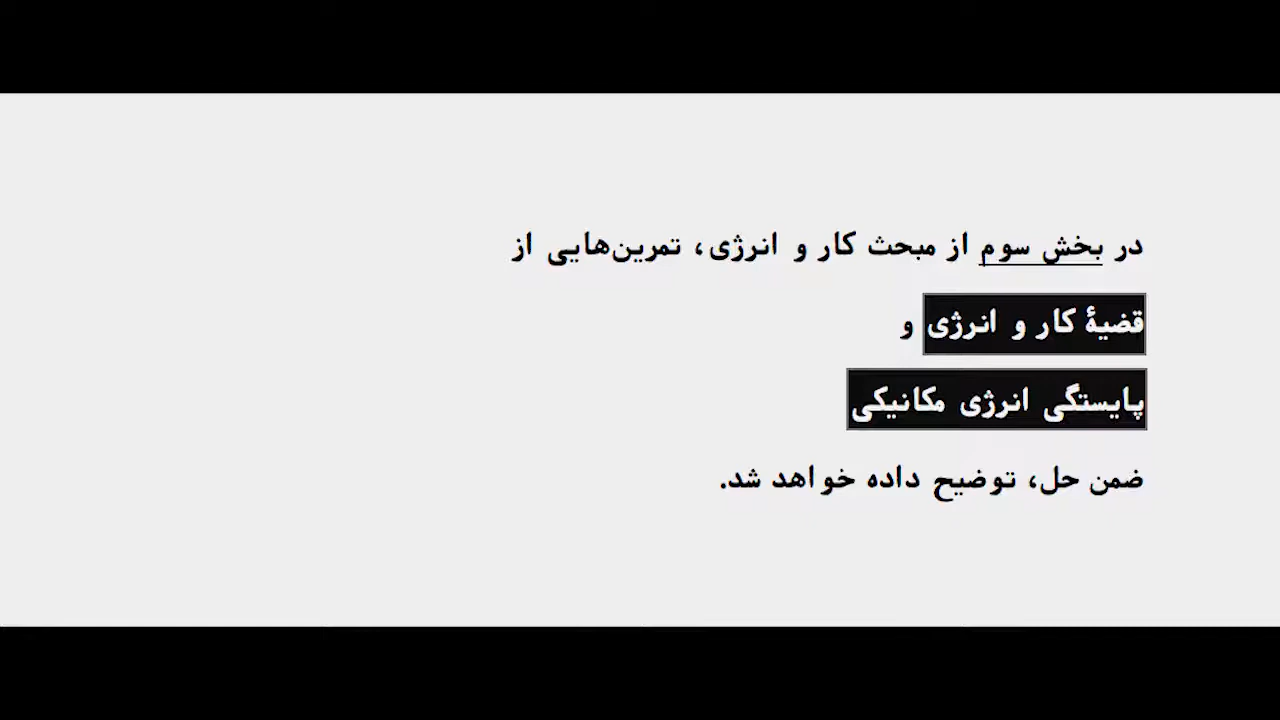 در بخش سوم از مبحث کار و انرژی، تمرین‌هایی از
قضیهٔ کار و انرژی و
پایستگی انرژی مکانیکی
ضمن حل، توضیح داده خواهد شد.